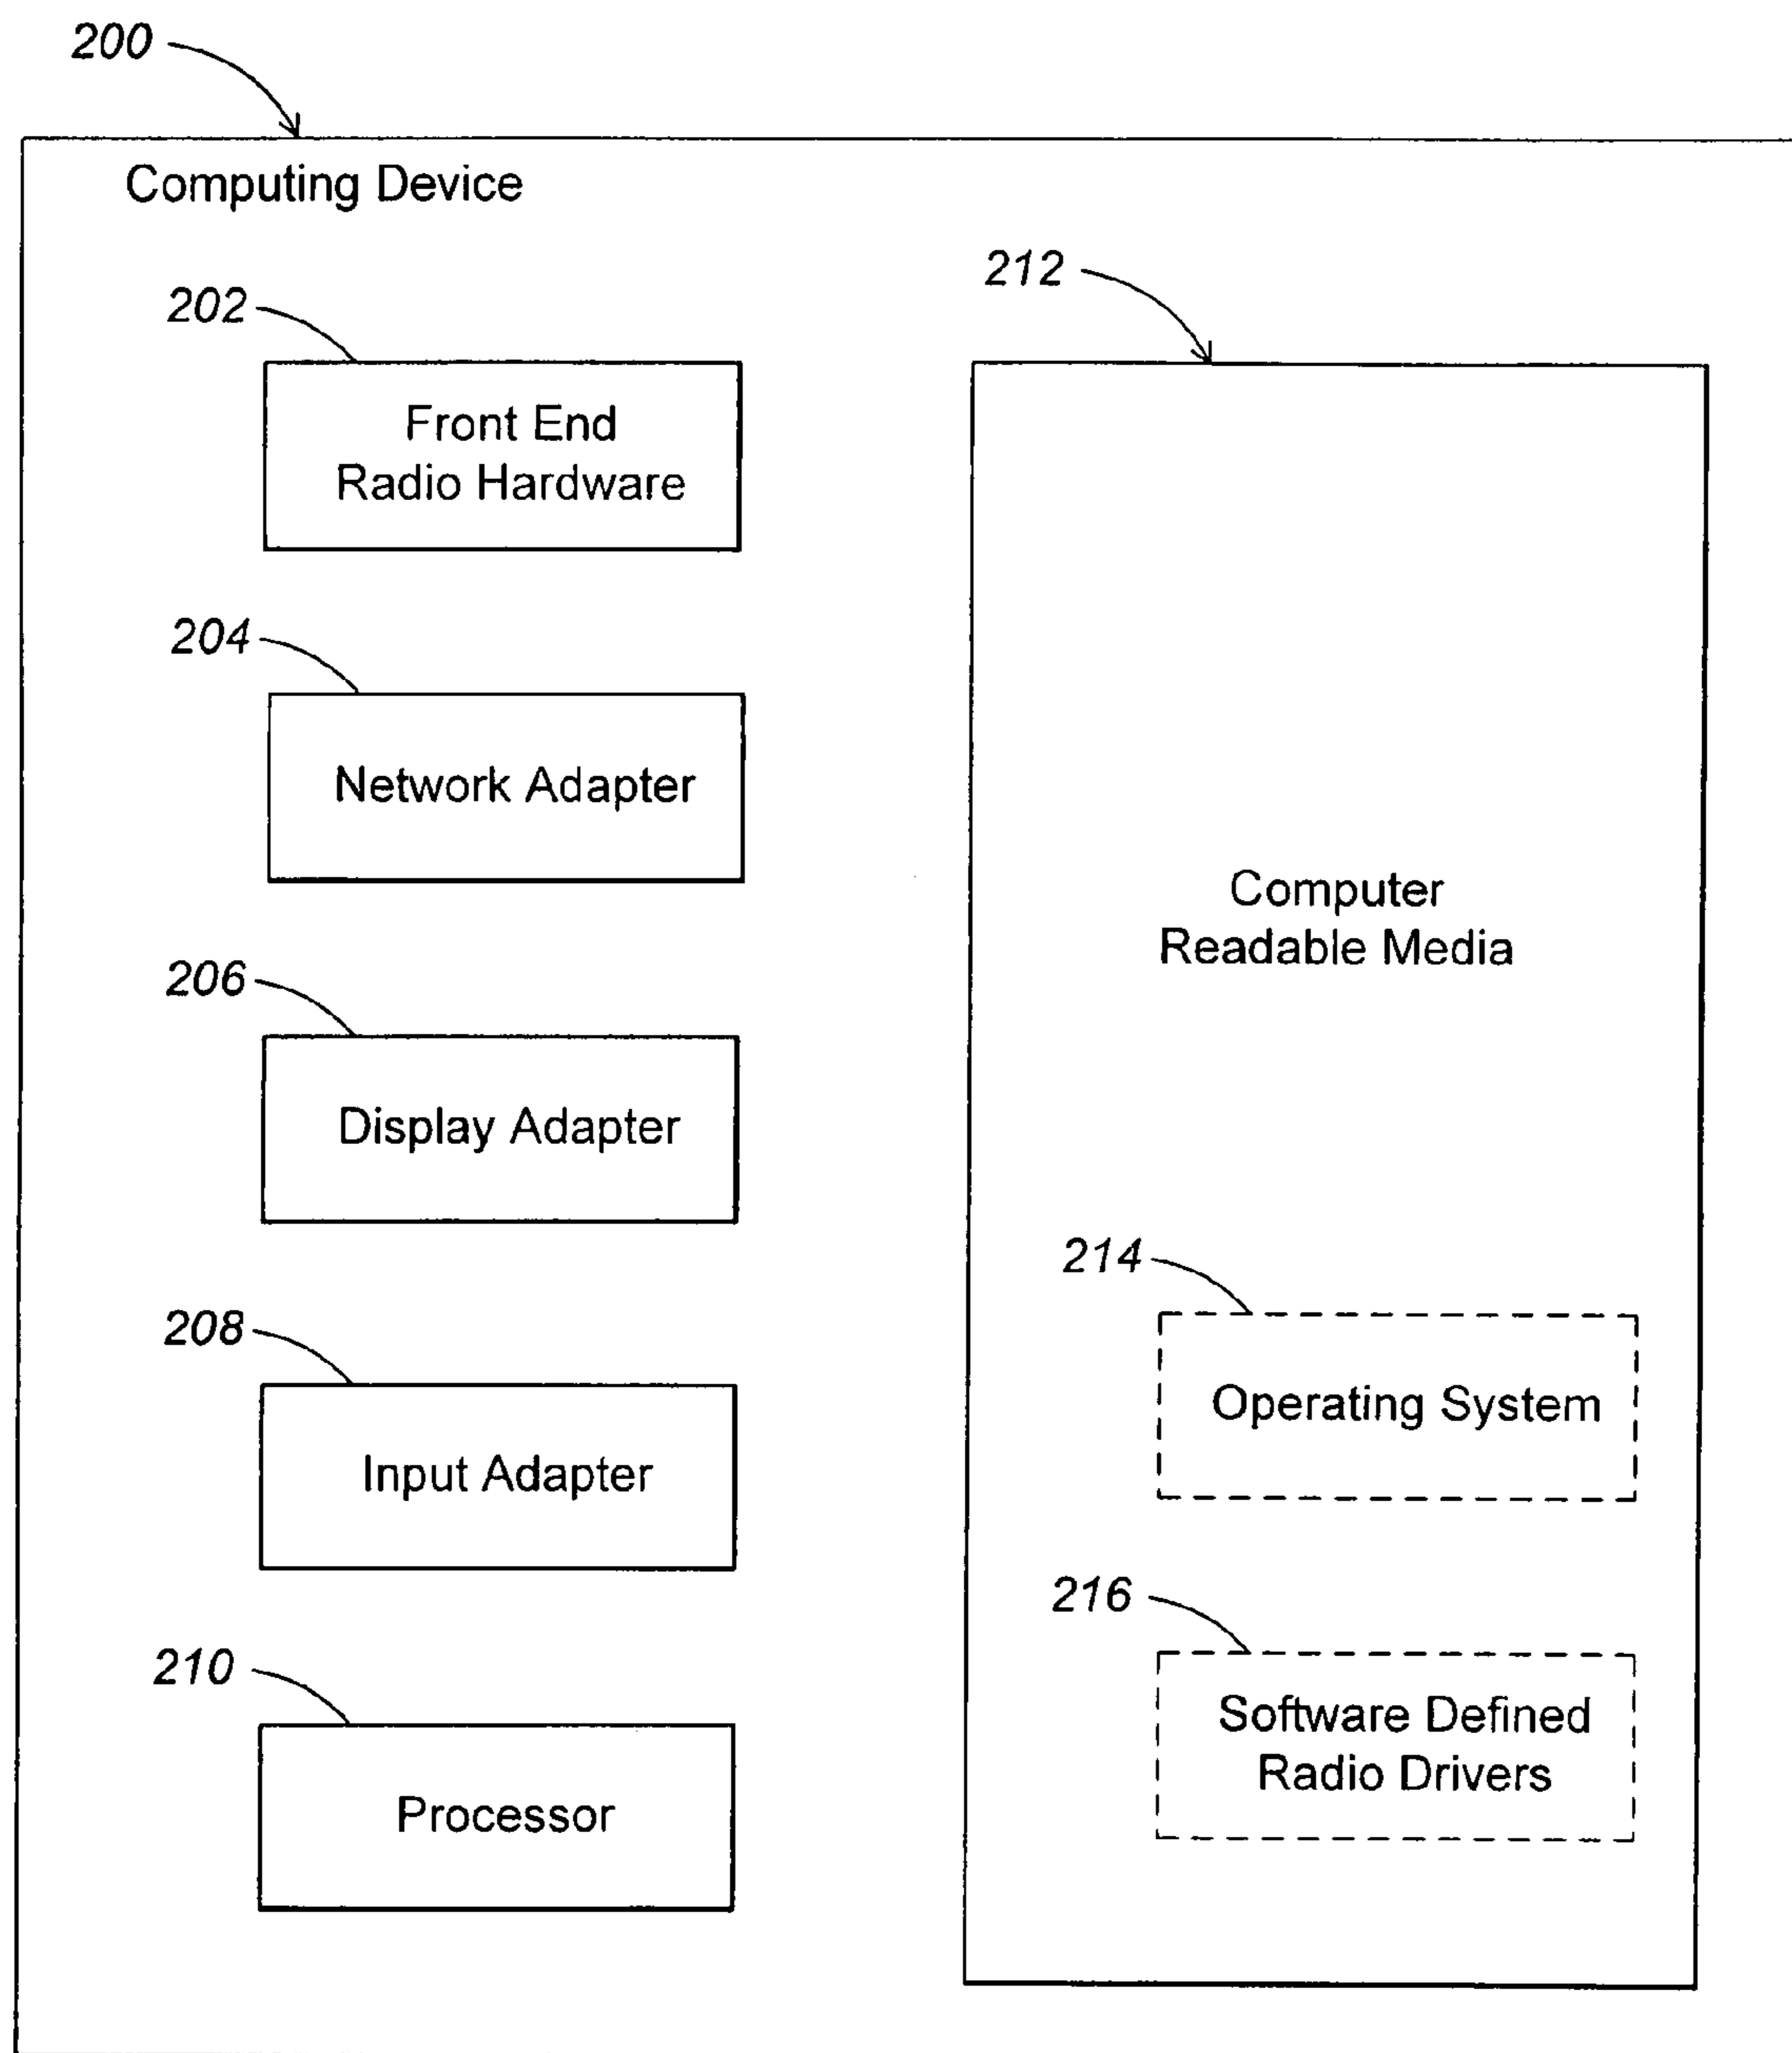 200
Computing Device
202
Front End
Radio Hardware
204
Network Adapter
206
Display Adapter
208
Input Adapter
210
Processor
212
Computer
Readable Media
214
Operating System
216
Software Defined
Radio Drivers